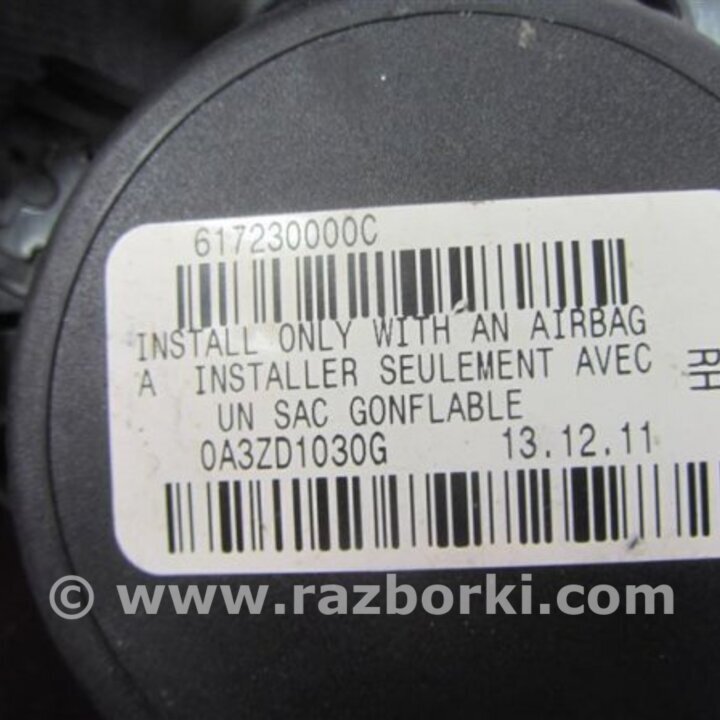 617230000C
INSTALL ONLY WITH AN AIRBAG
A INSTALLER SEULEMENT AVEC
UN SAC GONFLABLE
RH
0A3ZD1030G 13.12.11
© www.razborki.com